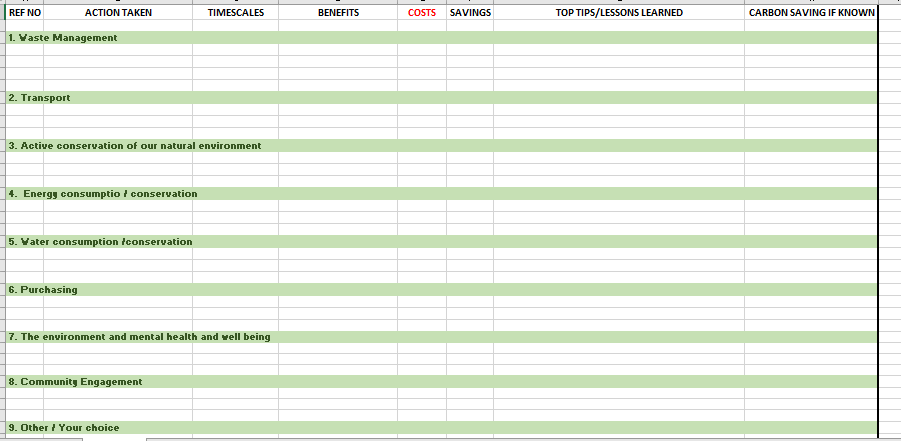 REF NO ACTION TAKEN TIMESCALES BENEFITS COSTS SAVINGS TOP TIPS/LESSONS LEARNED CARBON SAVING IF KNOWN
1. Waste Management
2. Transport
3. Active conservation of our natural environment
4. Energy consumptio / conservation
5. Water consumption /conservation
6. Purchasing
7. The environment and mental health and well being
8. Community Engagement
9. Other / Your choice